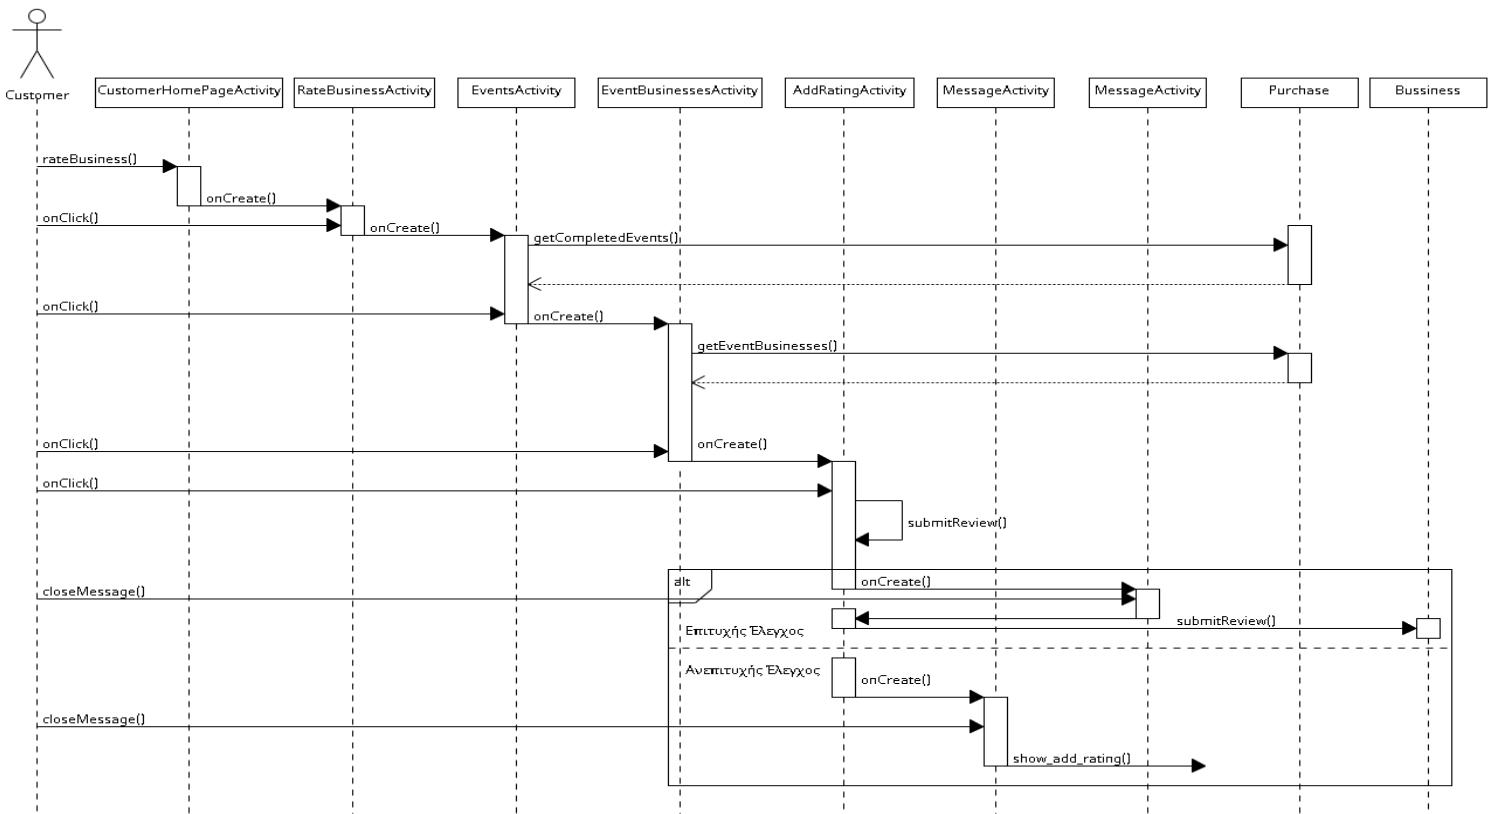 Customer
CustomerHomePageActivity
RateBusinessActivity
EventsActivity
EventBusinessesActivity
AddRatingActivity
MessageActivity
MessageActivity
Purchase
Bussiness
rateBusiness()
onCreate()
onClick()
onCreate()
getCompletedEvents()
onClick()
onCreate()
getEventBusinesses()
onClick()
onCreate()
onClick()
submitReview()
alt
onCreate()
closeMessage()
submitReview()
Επιτυχής Έλεγχος
Ανεπιτυχής Έλεγχος
onCreate()
closeMessage()
show_add_rating()